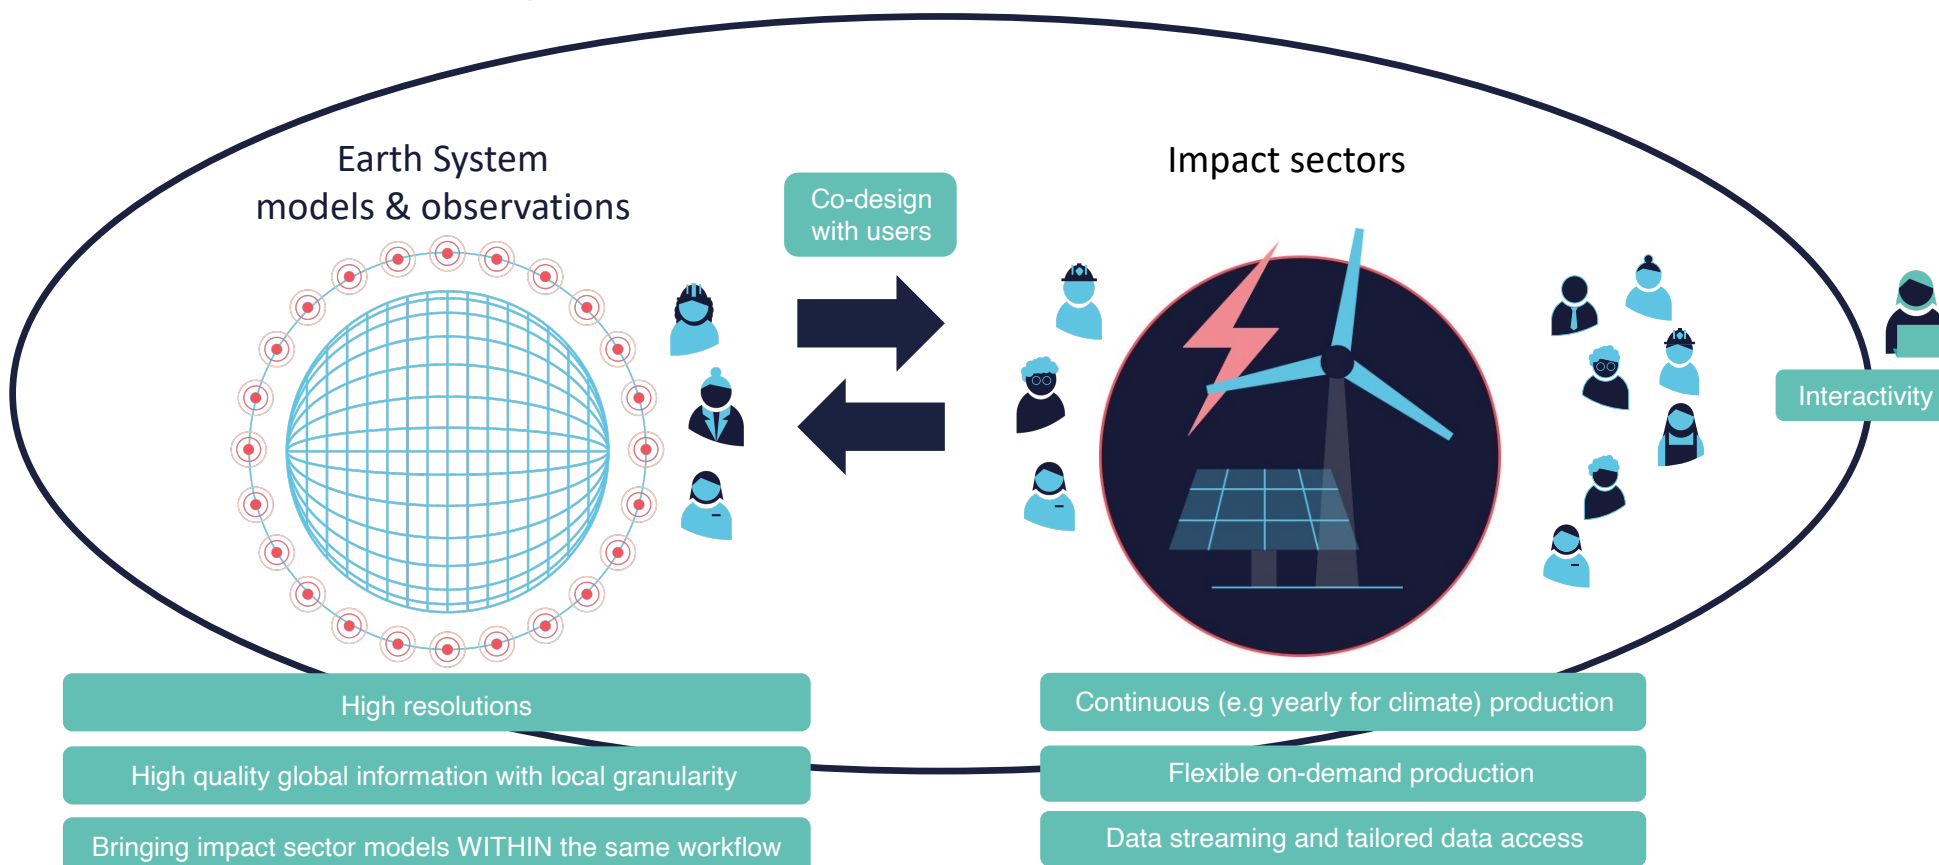 Earth System
models & observations
Co-design
with users
Impact sectors
Interactivity
High resolutions
High quality global information with local granularity
Bringing impact sector models WITHIN the same workflow
Continuous (e.g yearly for climate) production
Flexible on-demand production
Data streaming and tailored data access